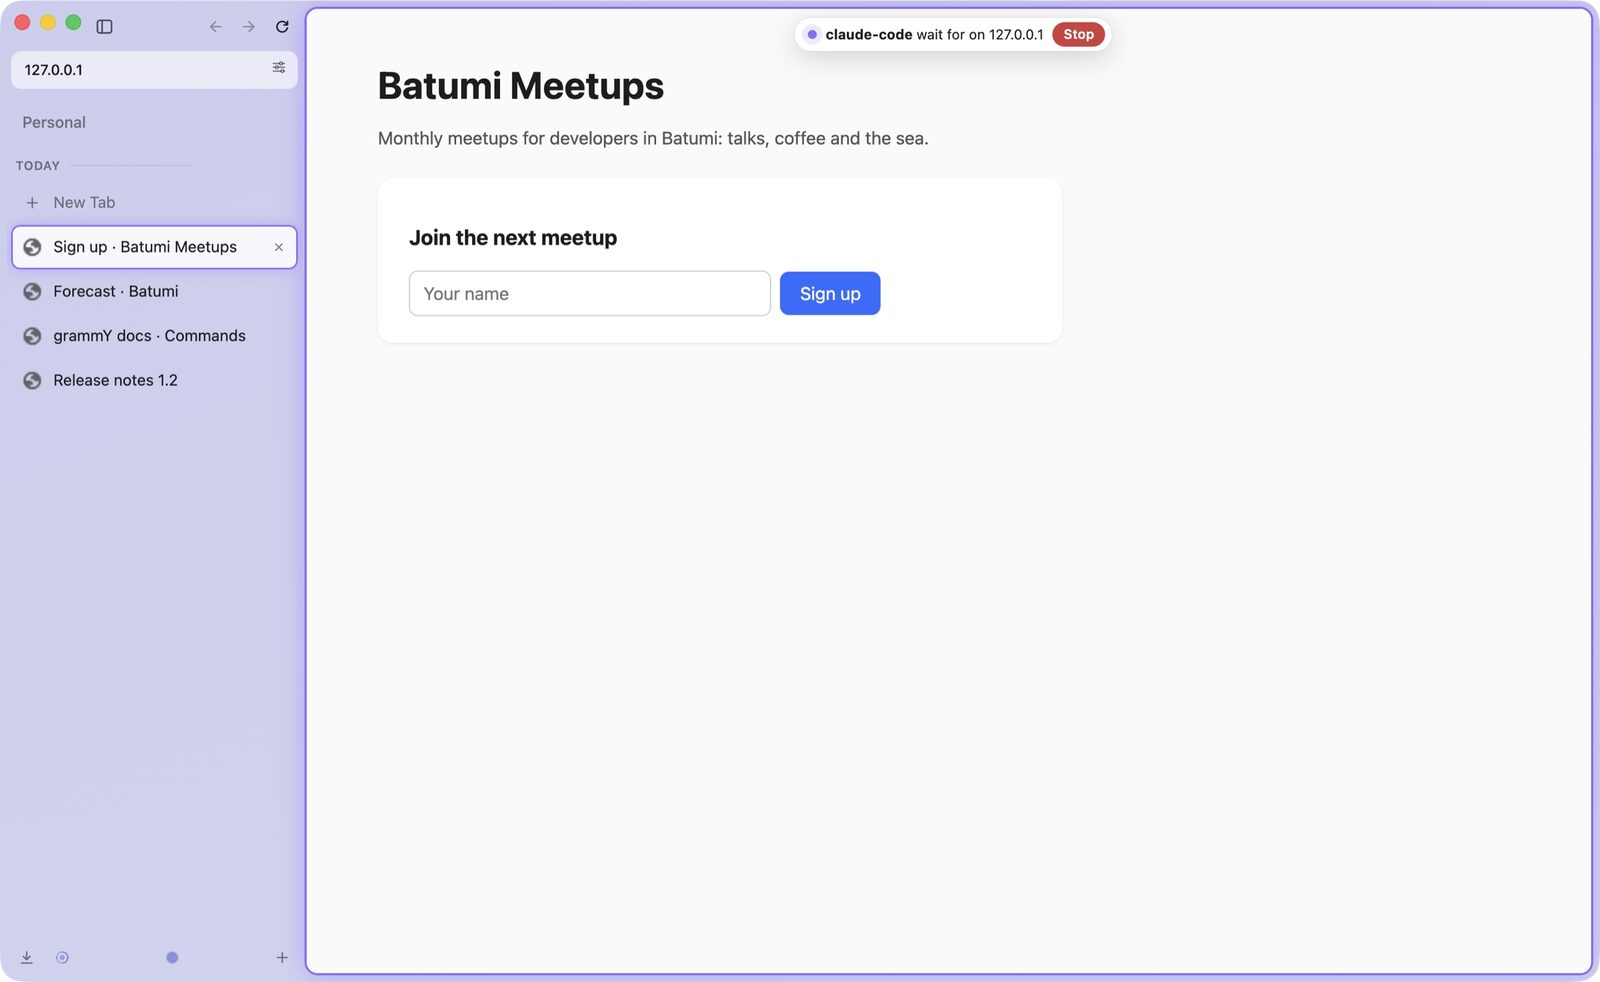 127.0.0.1
Personal
TODAY
New Tab
Sign up · Batumi Meetups
Forecast · Batumi
grammY docs · Commands
Release notes 1.2
claude-code wait for on 127.0.0.1 Stop
Batumi Meetups
Monthly meetups for developers in Batumi: talks, coffee and the sea.
Join the next meetup
Your name Sign up